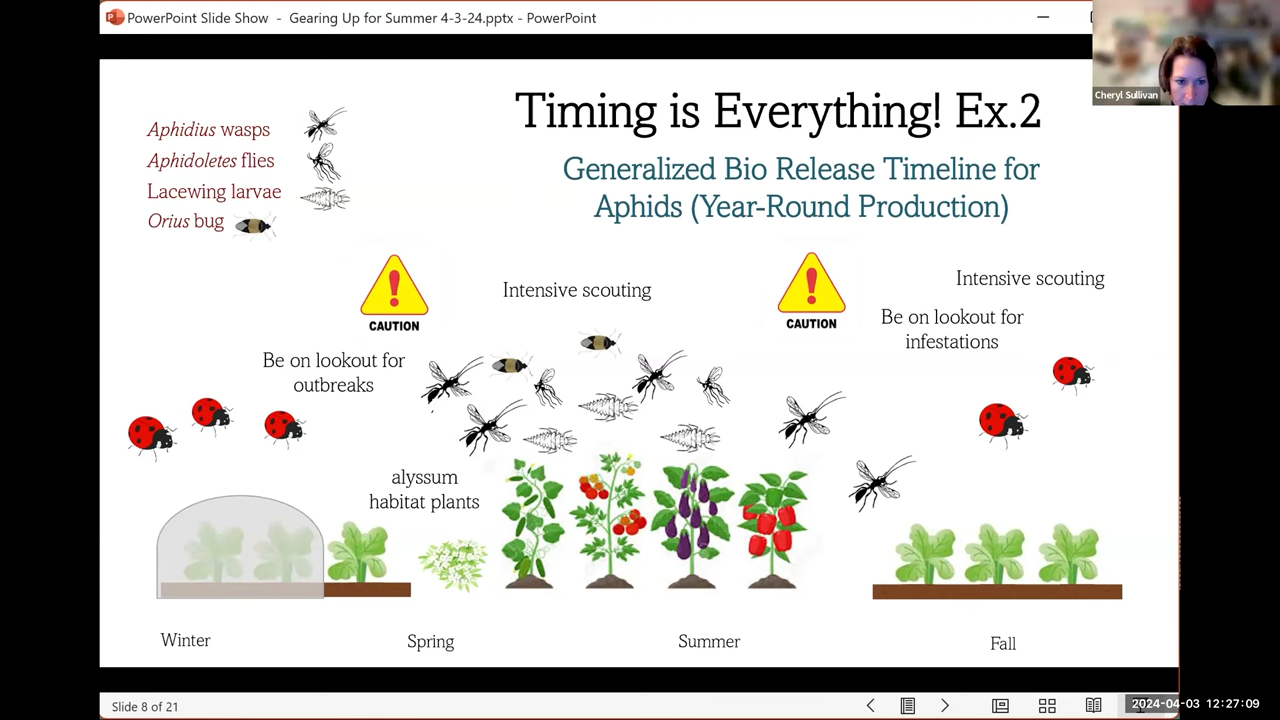 PowerPoint Slide Show - Gearing Up for Summer 4-3-24.pptx - PowerPoint
Cheryl Sullivan
Timing is Everything! Ex.2
Generalized Bio Release Timeline for
Aphids (Year-Round Production)
Aphidius wasps
Aphidoletes flies
Lacewing larvae
Orius bug
CAUTION
Intensive scouting
CAUTION
Intensive scouting
Be on lookout for
infestations
Be on lookout for
outbreaks
alyssum
habitat plants
Winter
Spring
Summer
Fall
Slide 8 of 21
2024-04-03 12:27:09